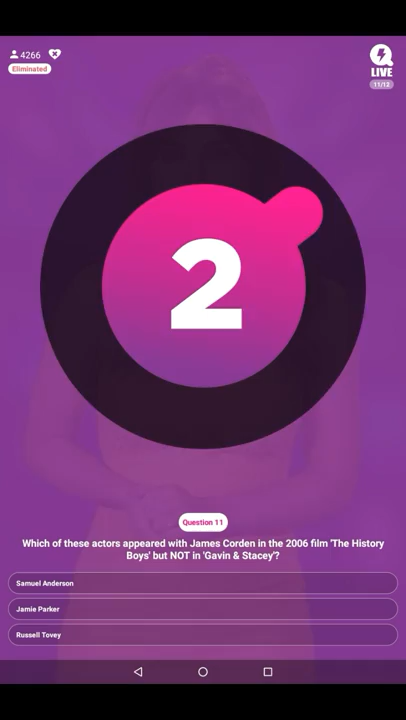 4266
Eliminated
LIVE
11/12
2
Question 11
Which of these actors appeared with James Corden in the 2006 film 'The History
Boys' but NOT in 'Gavin & Stacey'?
Samuel Anderson
Jamie Parker
Russell Tovey